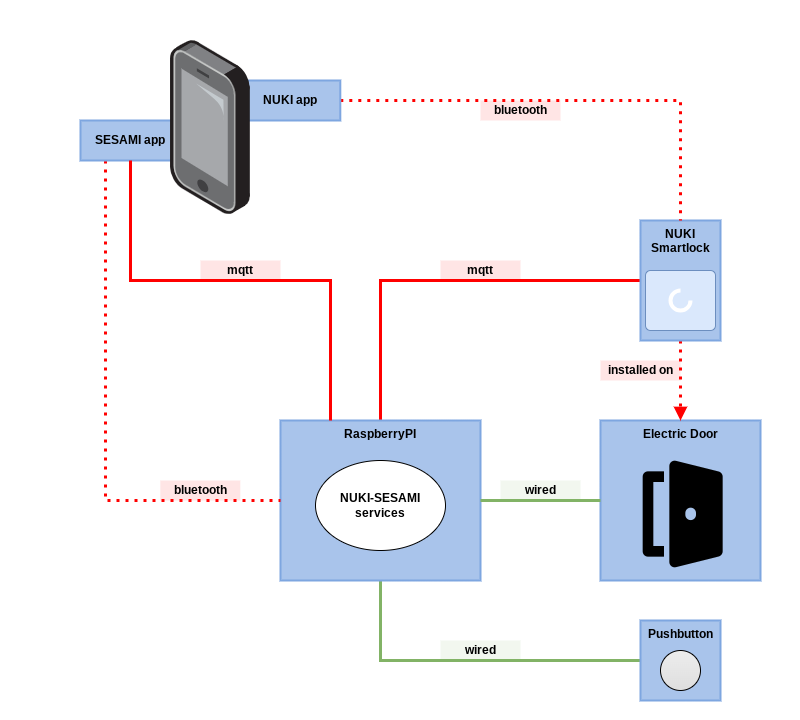 NUKI app
bluetooth
SESAMI app
NUKI
Smartlock
mqtt
mqtt
installed on
RaspberryPI
Electric Door
bluetooth
NUKI-SESAMI
services
wired
Pushbutton
wired